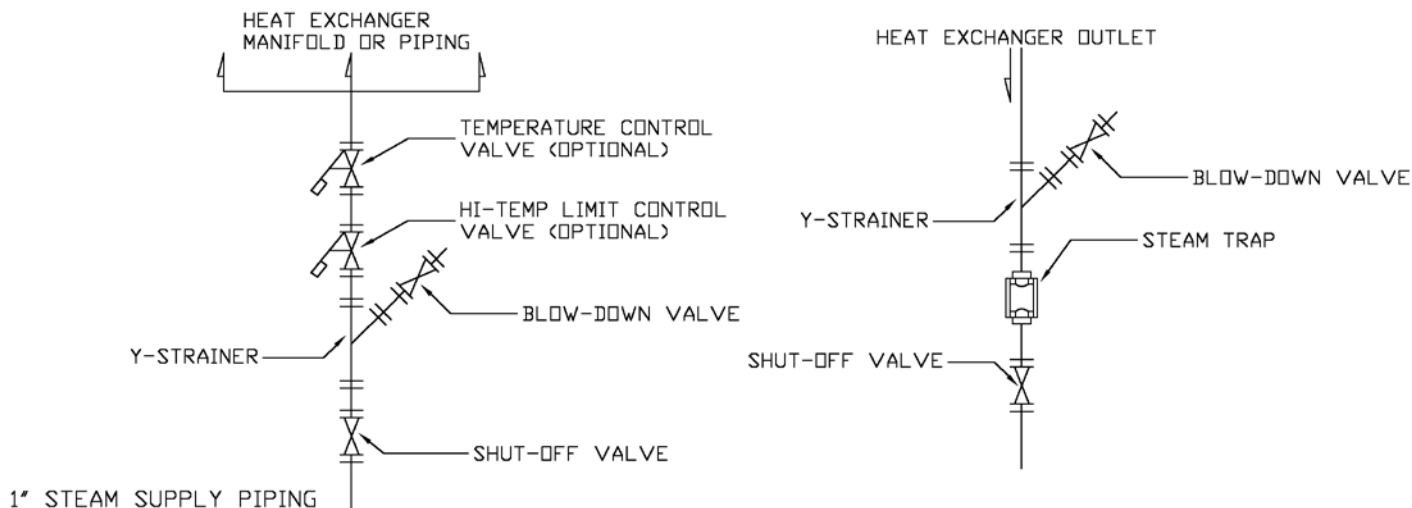 HEAT EXCHANGER
MANIFOLD OR PIPING
TEMPERATURE CONTROL
VALVE (OPTIONAL)
HI-TEMP LIMIT CONTROL
VALVE (OPTIONAL)
BLOW-DOWN VALVE
Y-STRAINER
SHUT-OFF VALVE
1" STEAM SUPPLY PIPING
HEAT EXCHANGER OUTLET
BLOW-DOWN VALVE
Y-STRAINER
STEAM TRAP
SHUT-OFF VALVE